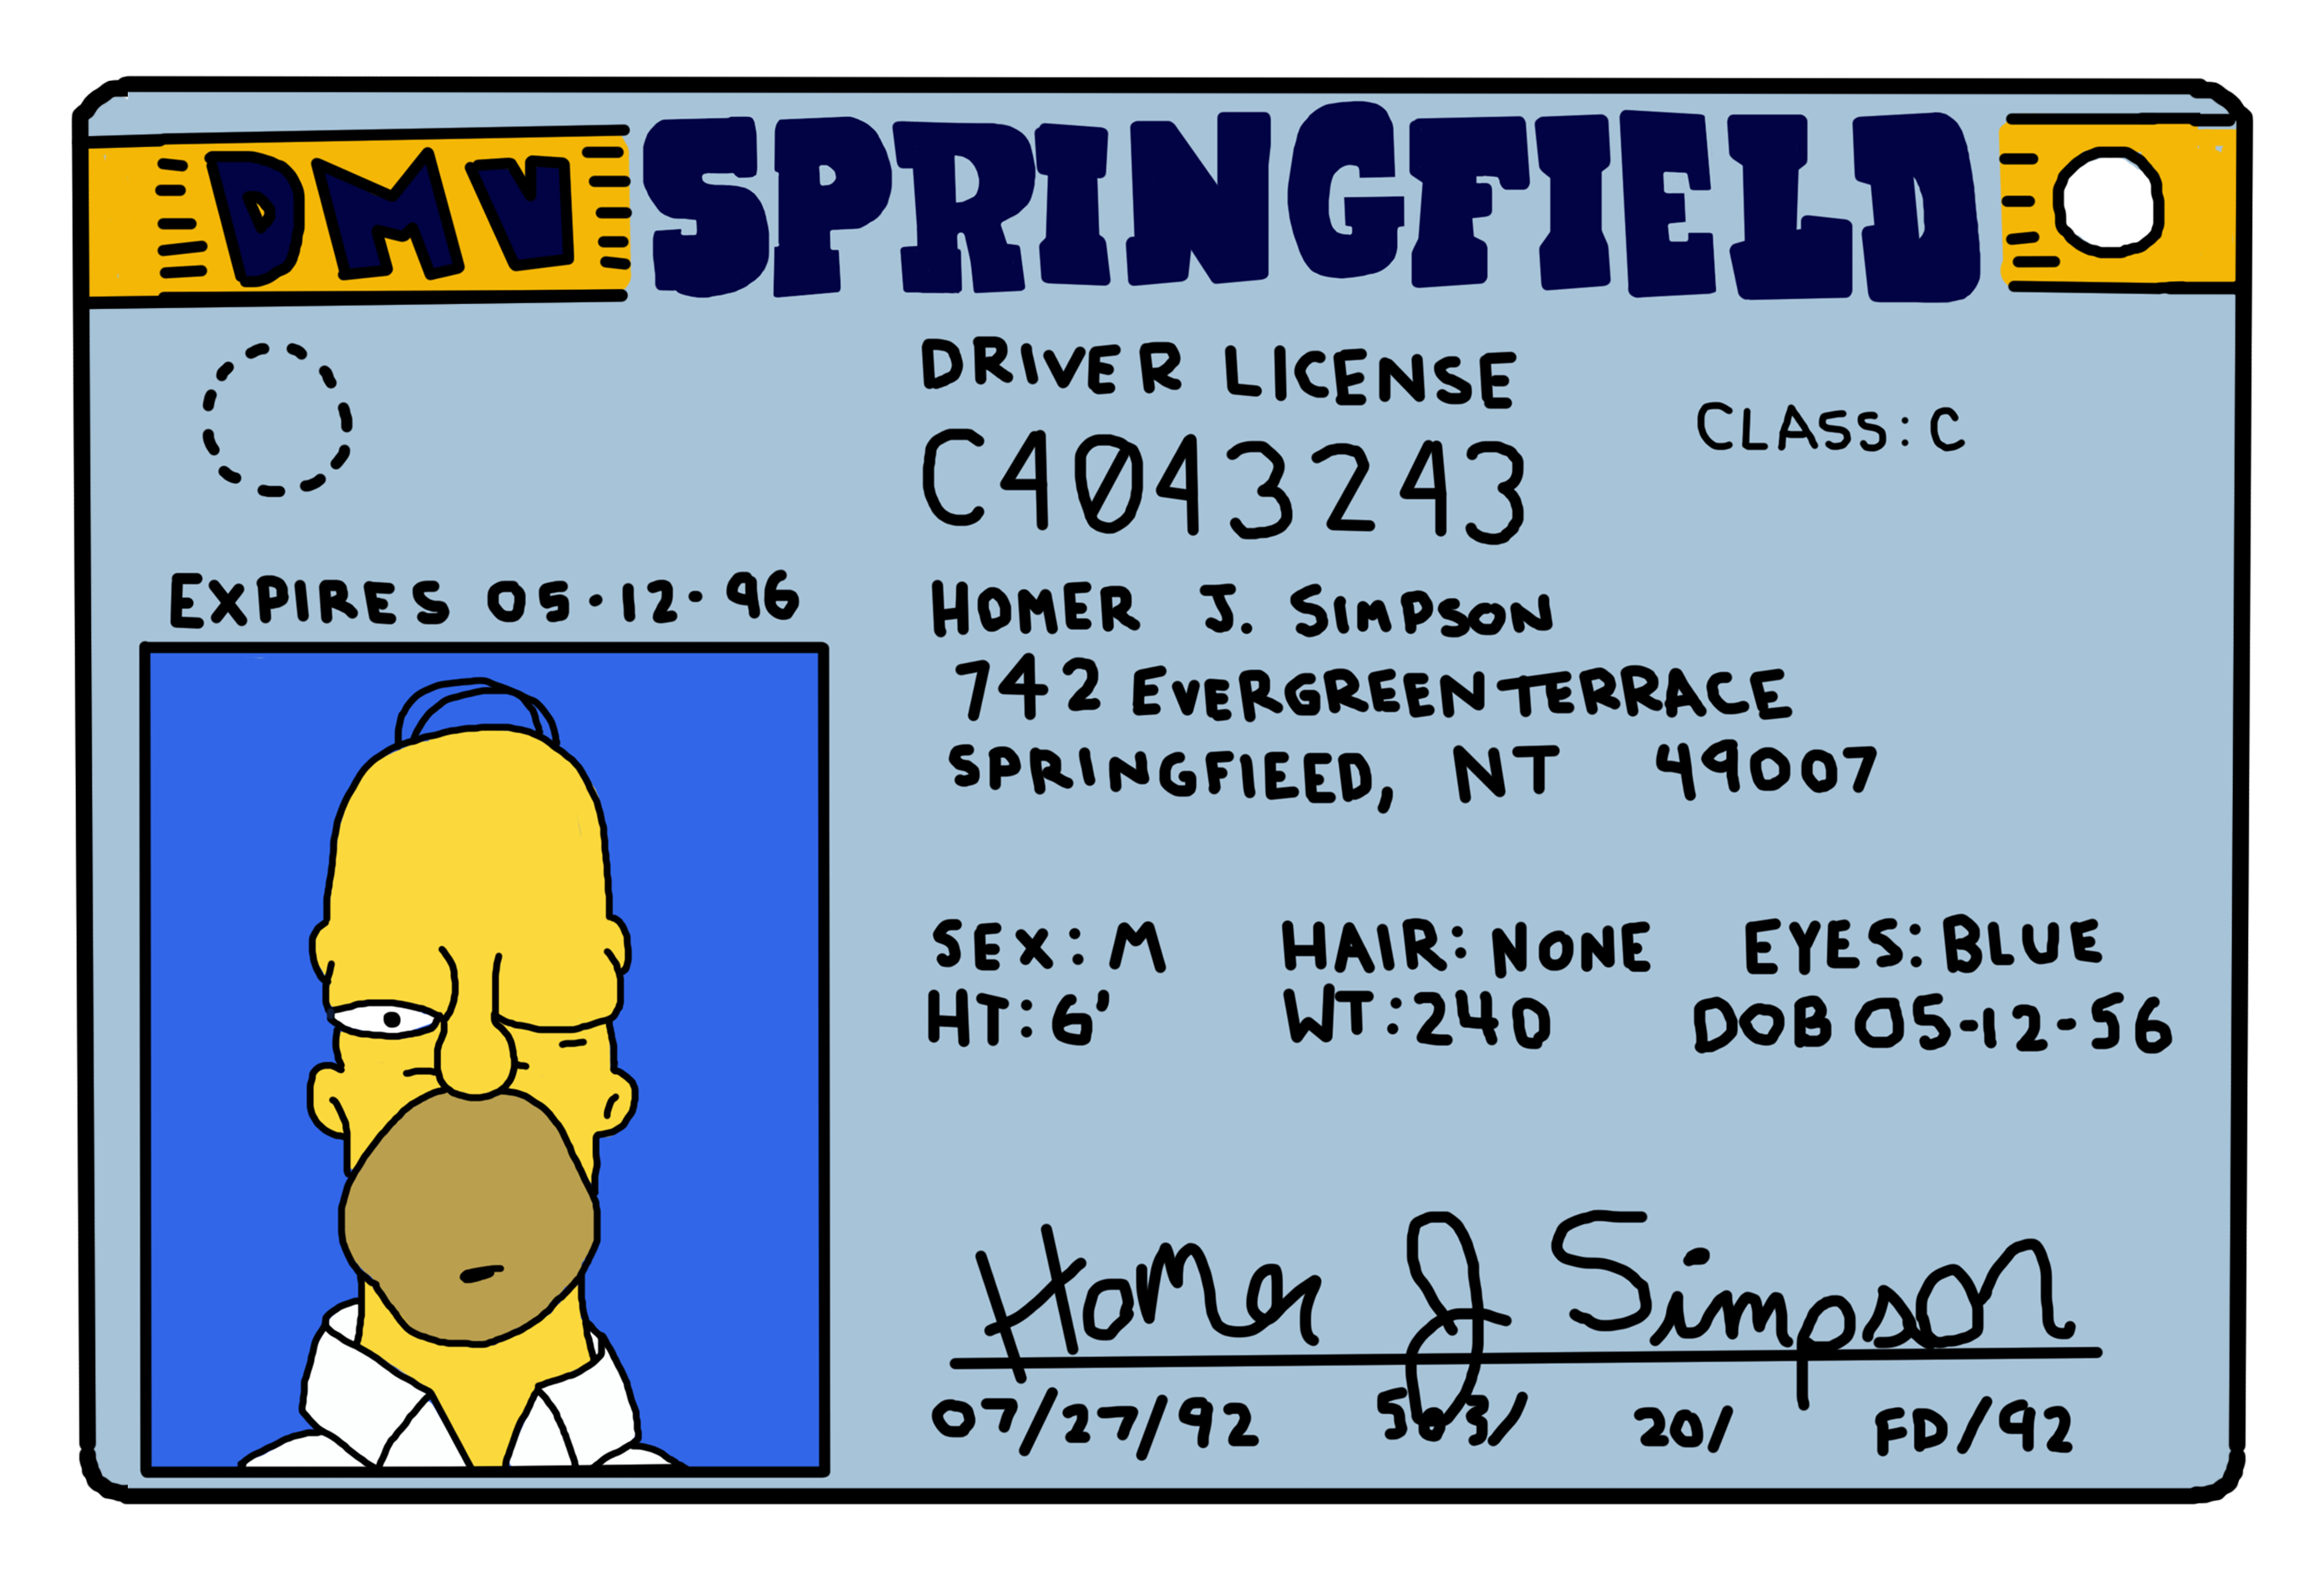 DMV SPRINGFIELD
DRIVER LICENSE
CLASS: C
C4043243
EXPIRES 05·12·96
HOMER J. SIMPSON
742 EVERGREEN TERRACE
SPRINGFIEED, NT 49007
SEX: M HAIR: NONE EYES: BLUE
HT: 6' WT: 240 DOB 05-12-56
Homer J Simpson
07/27/92 503/ 20/ FD/92